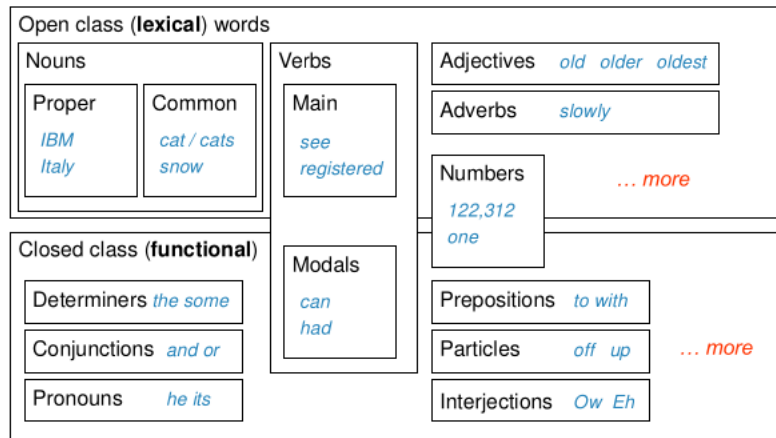 Open class (lexical) words
Nouns
Verbs
Adjectives old older oldest
Proper
Common
Main
Adverbs slowly
IBM
Italy
cat / cats
snow
see
registered
Numbers
122,312
one
… more
Closed class (functional)
Modals
can
had
Determiners the some
Prepositions to with
Conjunctions and or
Particles off up
… more
Pronouns he its
Interjections Ow Eh